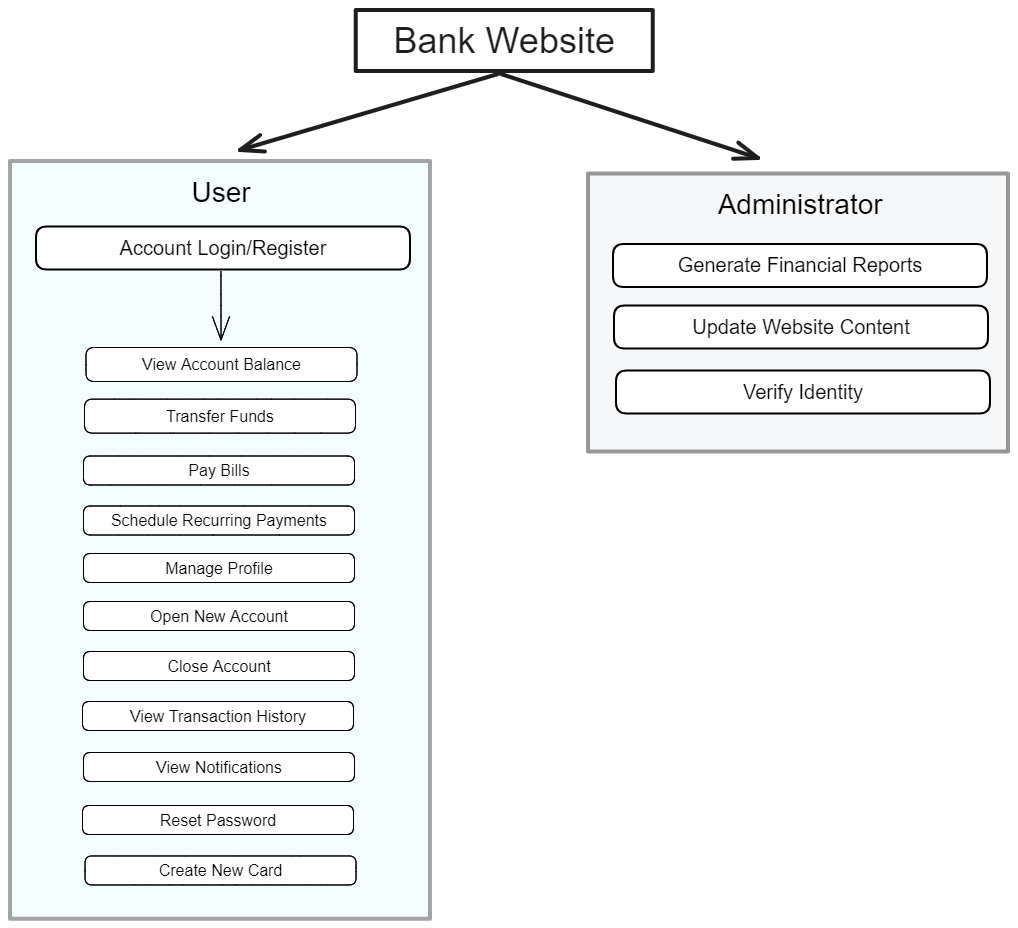 Bank Website
User
Account Login/Register
View Account Balance
Transfer Funds
Pay Bills
Schedule Recurring Payments
Manage Profile
Open New Account
Close Account
View Transaction History
View Notifications
Reset Password
Create New Card
Administrator
Generate Financial Reports
Update Website Content
Verify Identity